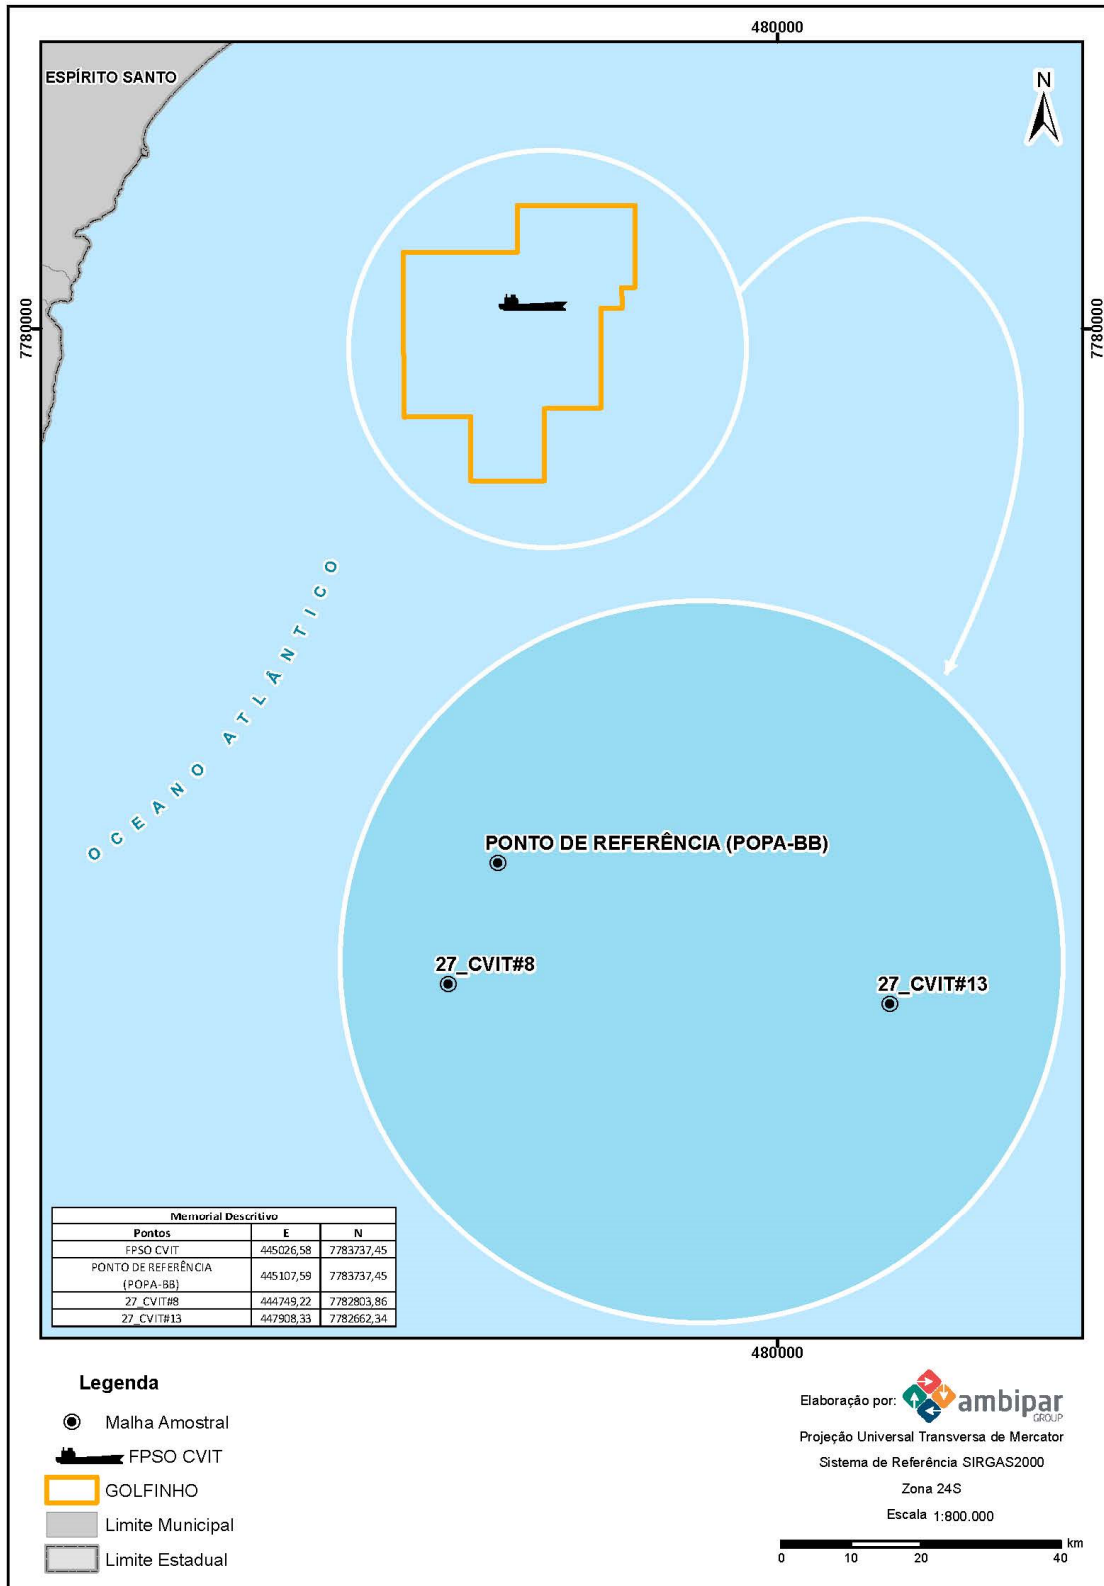 480000
ESPÍRITO SANTO
N
7780000
7780000
OCEANO ATLÂNTICO
PONTO DE REFERÊNCIA (POPA-BB)
27_CVIT#8
27_CVIT#13
Memorial Descritivo
Pontos E N
FPSO CVIT 445026,58 7783737,45
PONTO DE REFERÊNCIA
(POPA-BB) 445107,59 7783737,45
27_CVIT#8 444749,22 7782803,86
27_CVIT#13 447908,33 7782662,34
480000
Legenda
Malha Amostral
FPSO CVIT
GOLFINHO
Limite Municipal
Limite Estadual
Elaboração por: ambipar
GROUP
Projeção Universal Transversa de Mercator
Sistema de Referência SIRGAS2000
Zona 24S
Escala 1:800.000
km
0 10 20 40